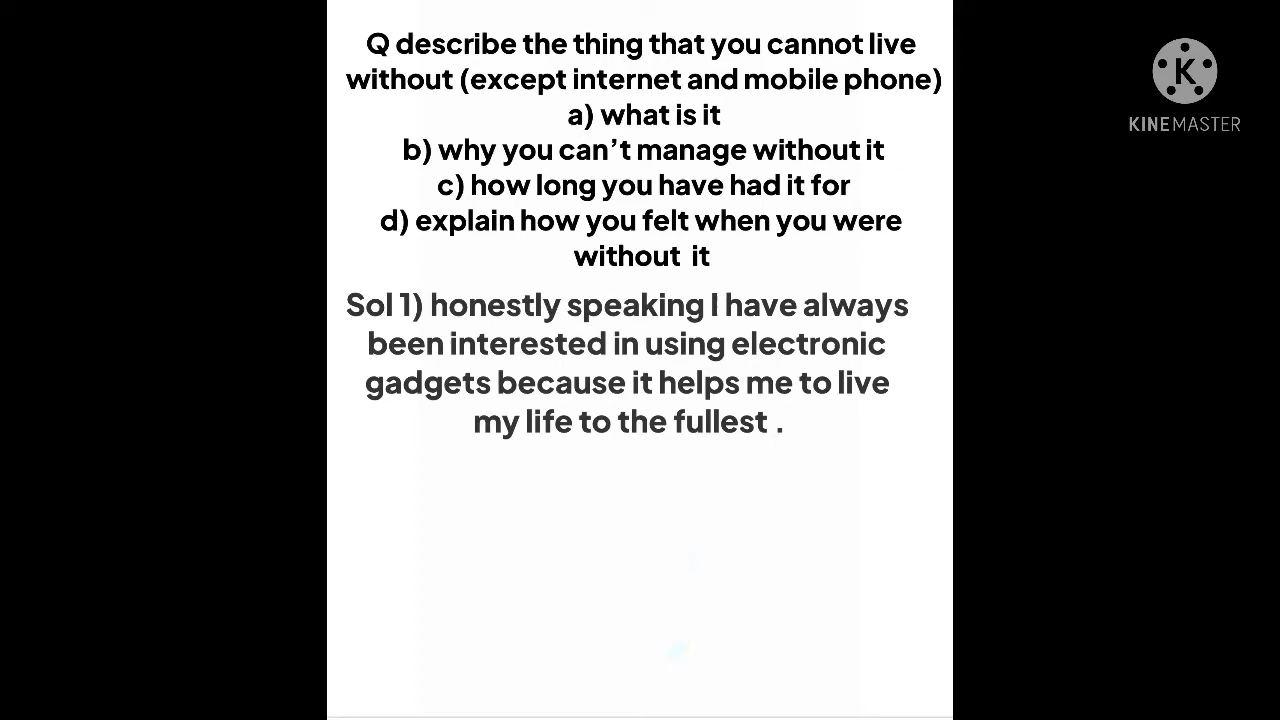 Q describe the thing that you cannot live
without (except internet and mobile phone)
a) what is it
b) why you can’t manage without it
c) how long you have had it for
d) explain how you felt when you were
without it
Sol 1) honestly speaking I have always
been interested in using electronic
gadgets because it helps me to live
my life to the fullest .
K
KINEMASTER